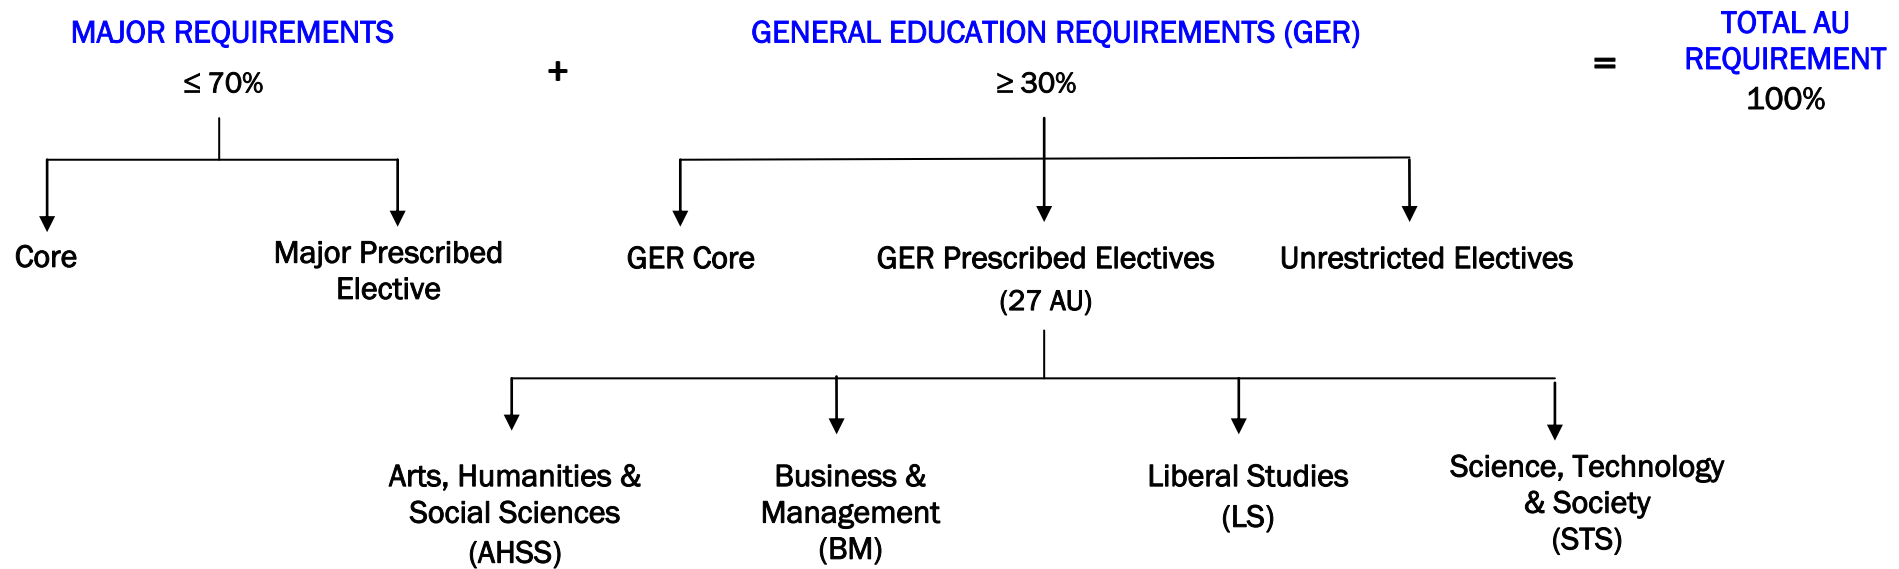 MAJOR REQUIREMENTS
≤ 70%
+
GENERAL EDUCATION REQUIREMENTS (GER)
≥ 30%
=
TOTAL AU
REQUIREMENT
100%
Core
Major Prescribed
Elective
GER Core
GER Prescribed Electives
(27 AU)
Unrestricted Electives
Arts, Humanities &
Social Sciences
(AHSS)
Business &
Management
(BM)
Liberal Studies
(LS)
Science, Technology
& Society
(STS)